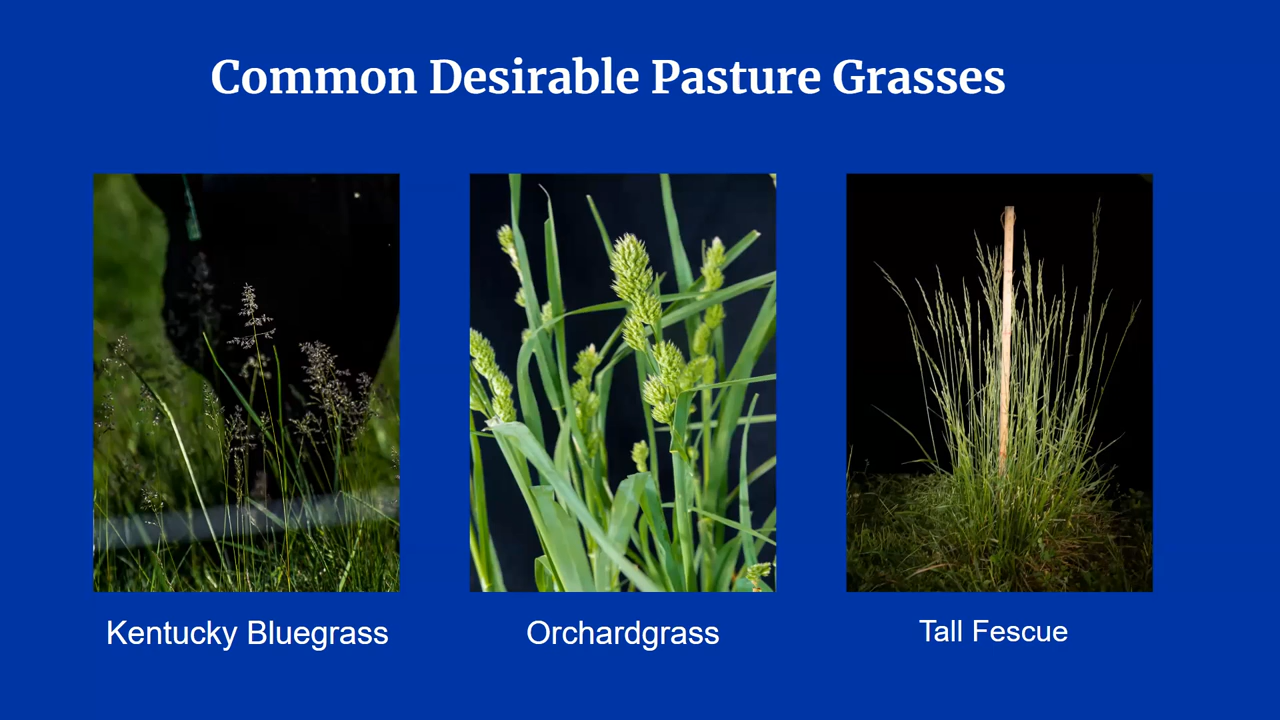 Common Desirable Pasture Grasses
Kentucky Bluegrass
Orchardgrass
Tall Fescue